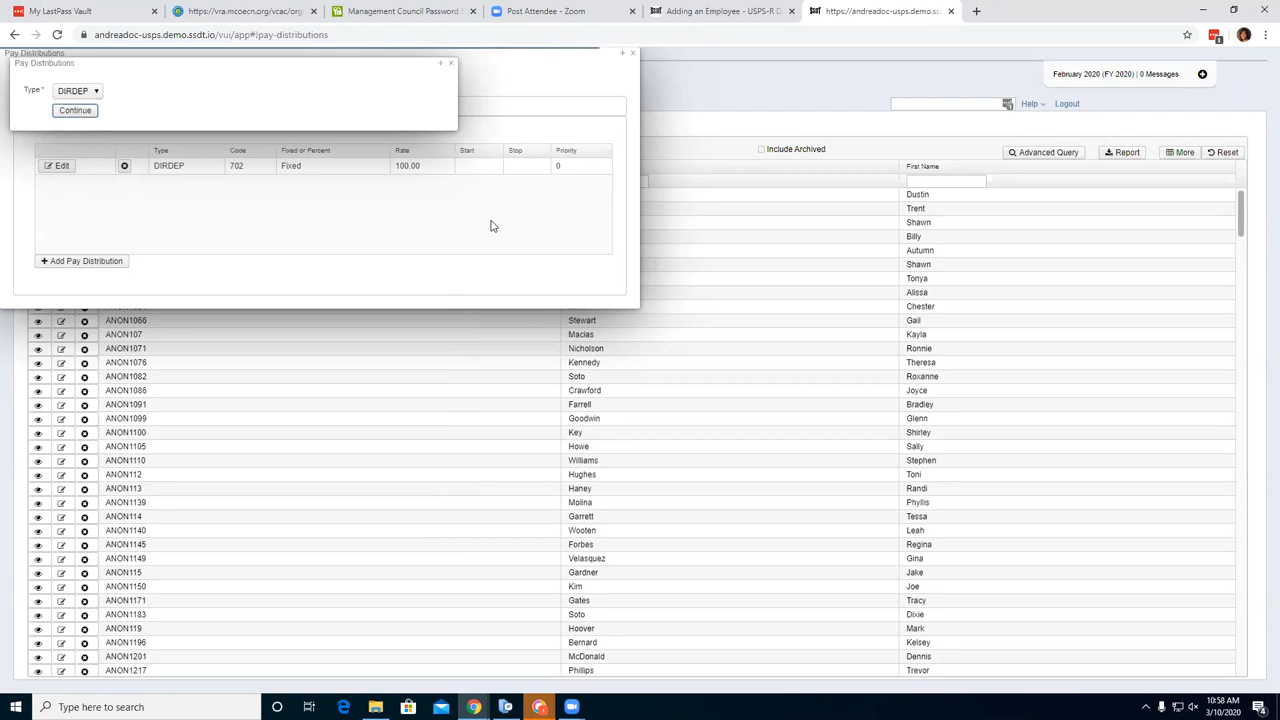 My LastPass Vault
https://vra.mcoecn.org/vcac/org
Management Council Password
Post Attendee - Zoom
Adding an Employee - USPS-R D
https://andreadoc-usps.demo.ssd
andreadoc-usps.demo.ssdt.io/vui/app#!pay-distributions
1
Pay Distributions
Pay Distributions
Type *
DIRDEP
Continue
February 2020 (FY 2020) | 0 Messages
Help
Logout
Include Archived
Advanced Query
Report
More
Reset
Type
Code
Fixed or Percent
Rate
Start
Stop
Priority
Edit
DIRDEP
702
Fixed
100.00
0
Add Pay Distribution
First Name
Dustin
Trent
Shawn
Billy
Autumn
Shawn
Tonya
Alissa
Chester
ANON1066 Stewart Gail
ANON107 Macias Kayla
ANON1071 Nicholson Ronnie
ANON1076 Kennedy Theresa
ANON1082 Soto Roxanne
ANON1086 Crawford Joyce
ANON1091 Farrell Bradley
ANON1099 Goodwin Glenn
ANON1100 Key Shirley
ANON1105 Howe Sally
ANON1110 Williams Stephen
ANON112 Hughes Toni
ANON113 Haney Randi
ANON1139 Molina Phyllis
ANON114 Garrett Tessa
ANON1140 Wooten Leah
ANON1145 Forbes Regina
ANON1149 Velasquez Gina
ANON115 Gardner Jake
ANON1150 Kim Joe
ANON1171 Gates Tracy
ANON1183 Soto Dixie
ANON119 Hoover Mark
ANON1196 Bernard Kelsey
ANON1201 McDonald Dennis
ANON1217 Phillips Trevor
Type here to search
10:58 AM
3/10/2020
4